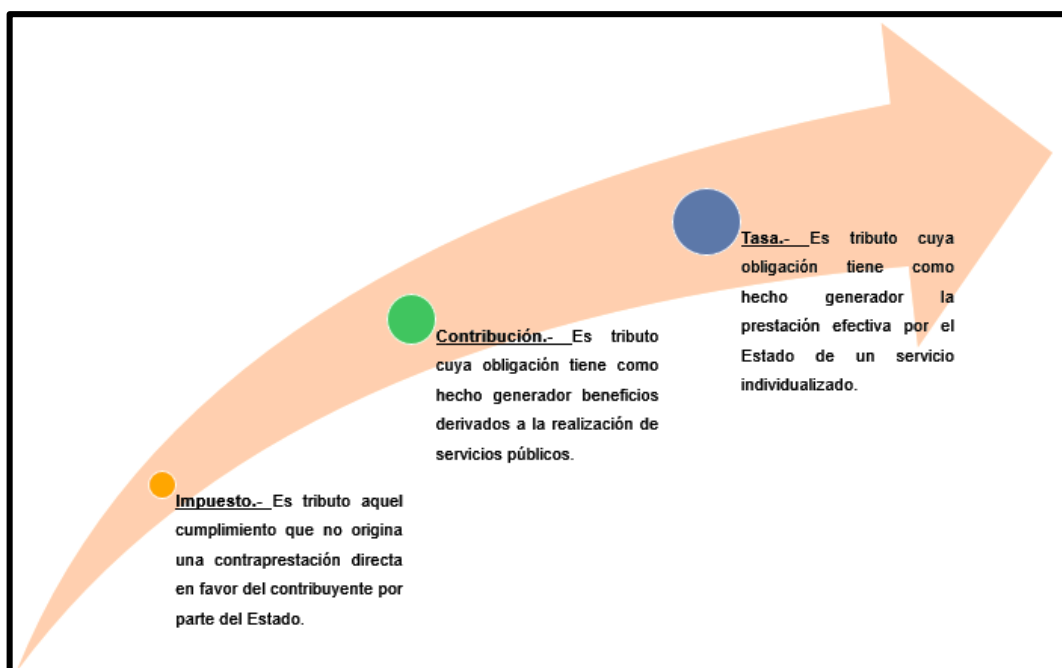 Impuesto.- Es tributo aquel
cumplimiento que no origina
una contraprestación directa
en favor del contribuyente por
parte del Estado.
Contribución.- Es tributo
cuya obligación tiene como
hecho generador beneficios
derivados a la realización de
servicios públicos.
Tasa.- Es tributo cuya
obligación tiene como
hecho generador la
prestación efectiva por el
Estado de un servicio
individualizado.